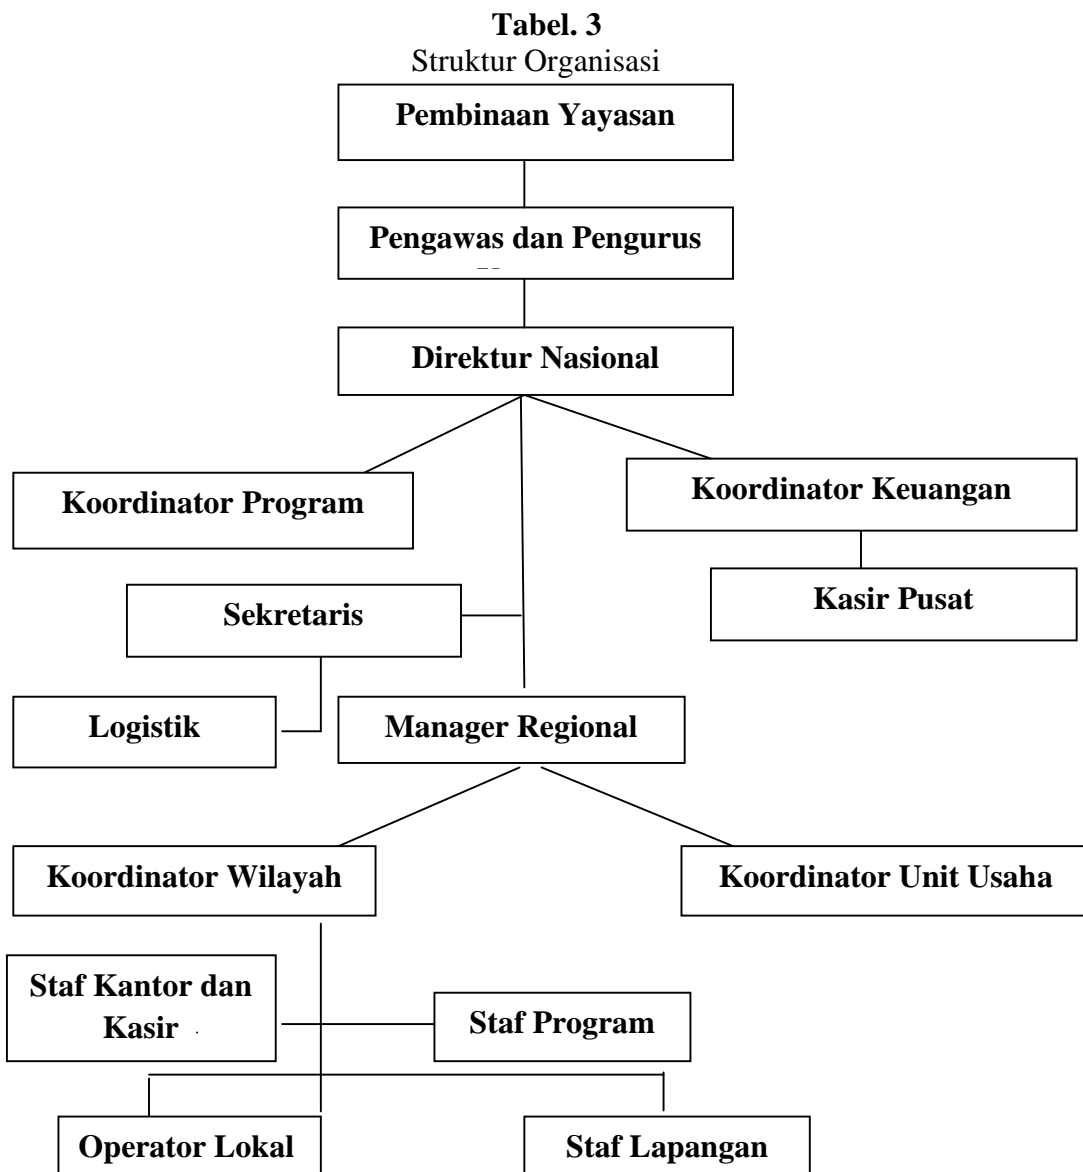 Tabel. 3
Struktur Organisasi
Pembinaan Yayasan
Pengawas dan Pengurus
Direktur Nasional
Koordinator Program
Koordinator Keuangan
Kasir Pusat
Sekretaris
Logistik
Manager Regional
Koordinator Wilayah
Koordinator Unit Usaha
Staf Kantor dan
Kasir
Staf Program
Operator Lokal
Staf Lapangan